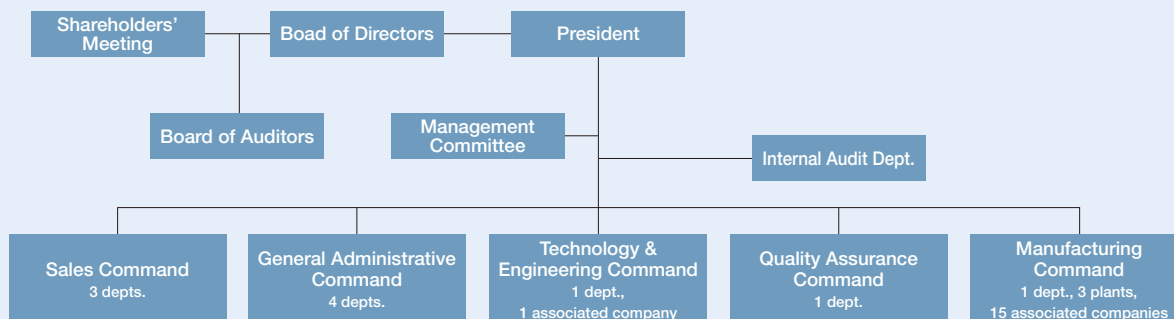 Shareholders'
Meeting
Boad of Directors
President
Board of Auditors
Management
Committee
Internal Audit Dept.
Sales Command
3 depts.
General Administrative
Command
4 depts.
Technology &
Engineering Command
1 dept.,
1 associated company
Quality Assurance
Command
1 dept.
Manufacturing
Command
1 dept., 3 plants,
15 associated companies